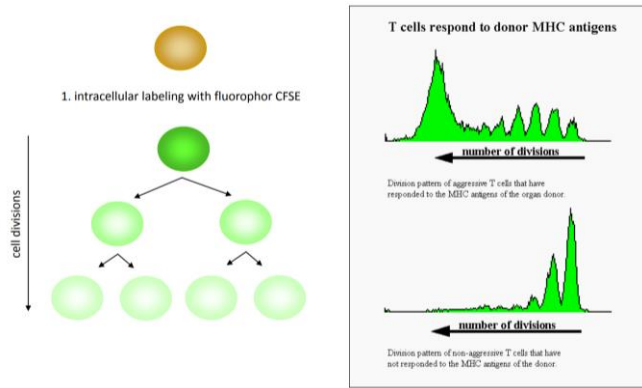 1. intracellular labeling with fluorophor CFSE
cell divisions
T cells respond to donor MHC antigens
number of divisions
Division pattern of aggressive T cells that have
responded to the MHC antigens of the organ donor.
number of divisions
Division pattern of non-aggressive T cells that have
not responded to the MHC antigens of the donor.